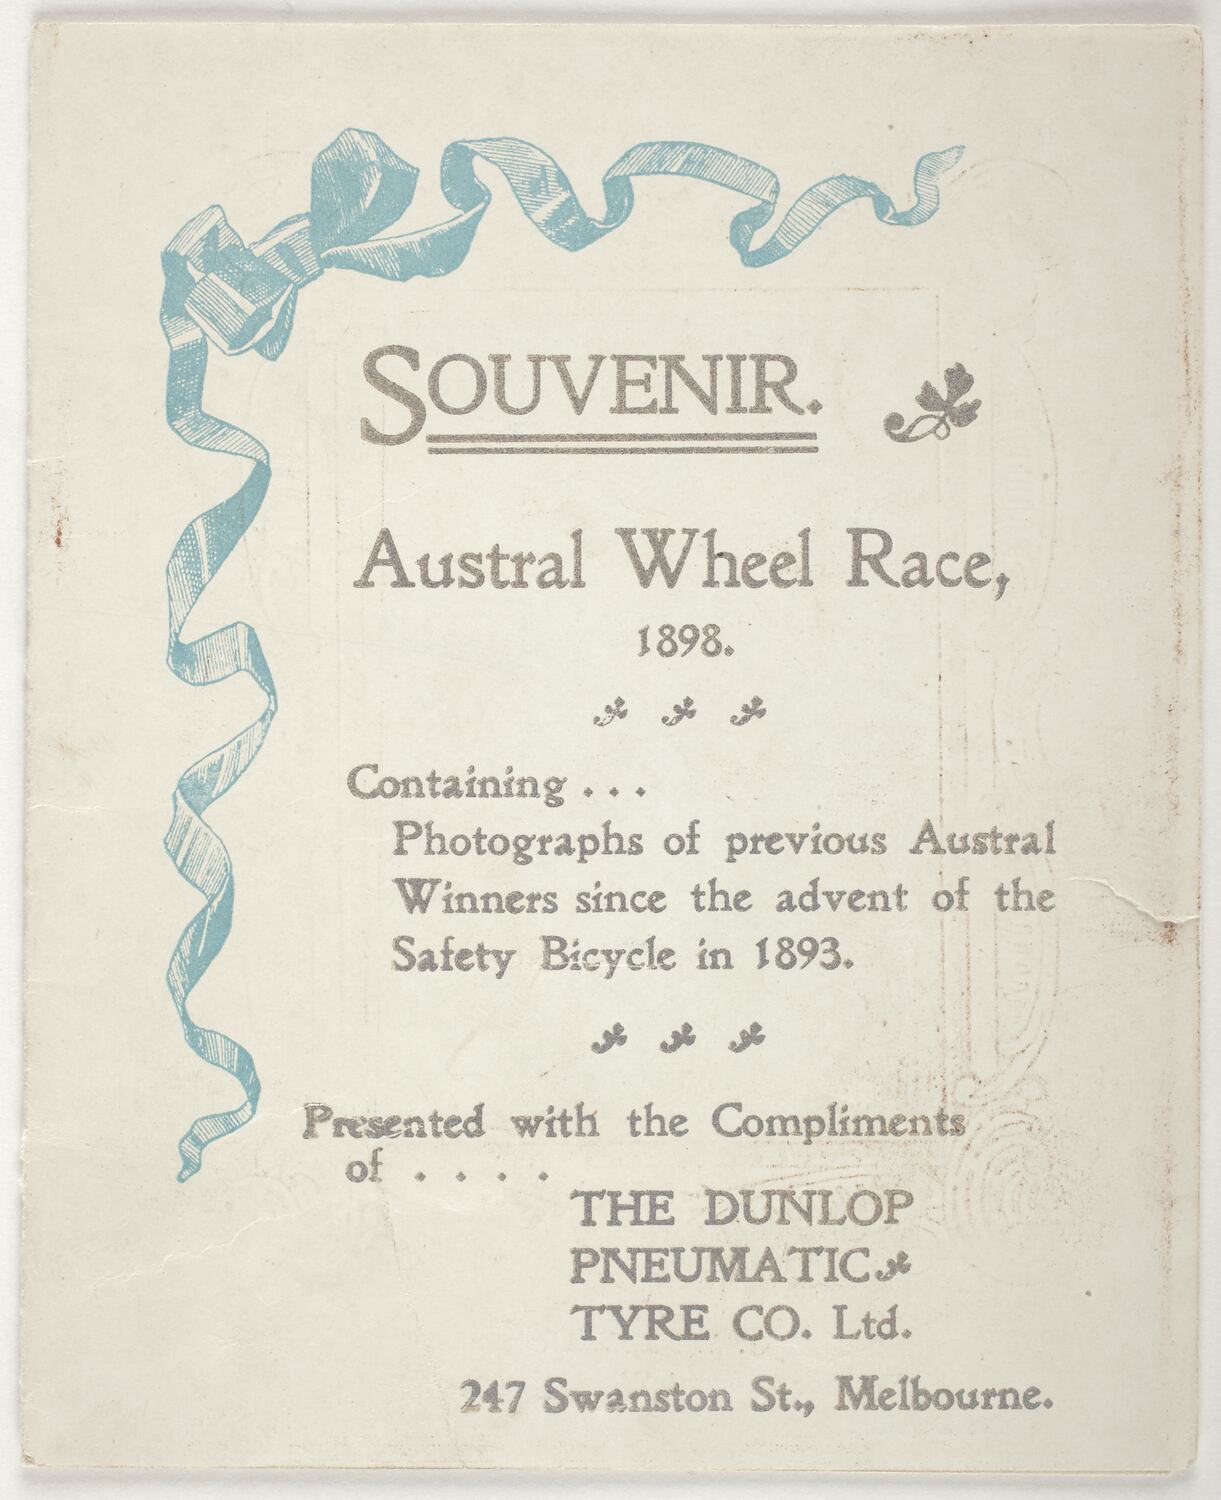 SOUVENIR.
Austral Wheel Race,
1898.
Containing . . .
Photographs of previous Austral
Winners since the advent of the
Safety Bicycle in 1893.
Presented with the Compliments
of . . . .
THE DUNLOP
PNEUMATIC
TYRE CO. Ltd.
247 Swanston St., Melbourne.